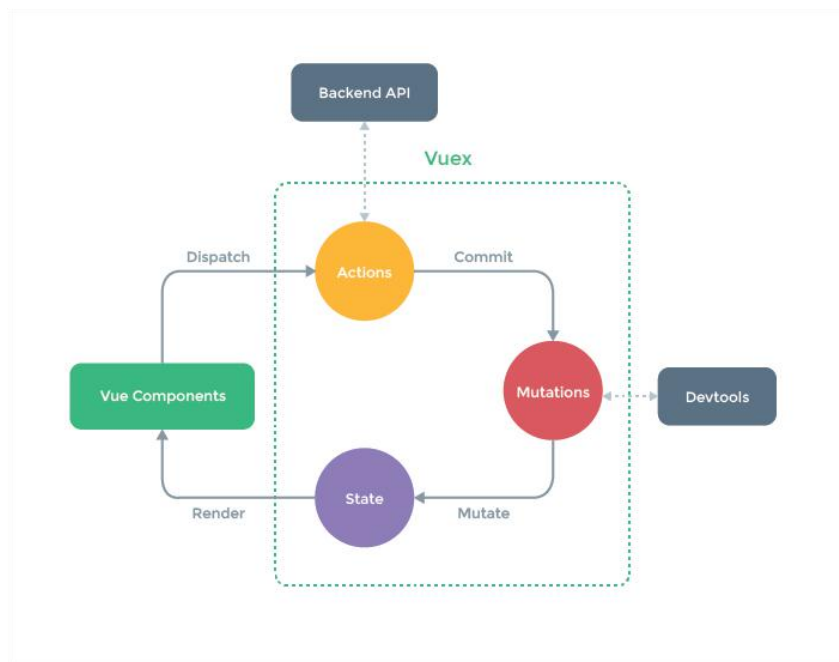 Backend API
Vuex
Dispatch
Actions
Commit
Vue Components
Mutations
Devtools
State
Render
Mutate